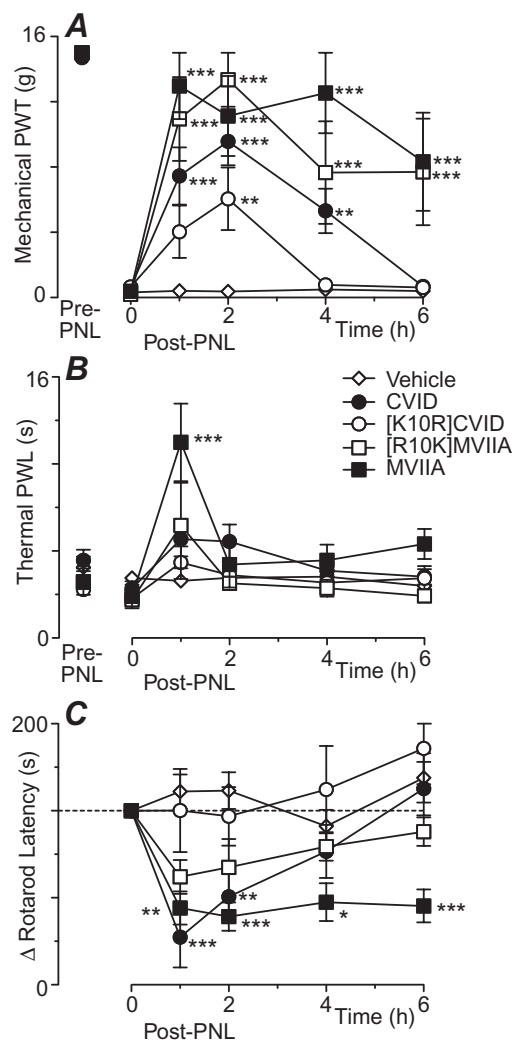 A
16
Mechanical PWT (g)
0
***
***
***
***
***
***
**
***
***
**
***
***
Pre-
PNL
0
2
4
6
Time (h)
Post-PNL
B
16
Thermal PWL (s)
0
***
Vehicle
CVID
[K10R]CVID
[R10K]MVIIA
MVIIA
Pre-
PNL
0
2
4
6
Time (h)
Post-PNL
C
200
Δ Rotarod Latency (s)
0
**
***
**
***
*
***
0
2
4
6
Time (h)
Post-PNL